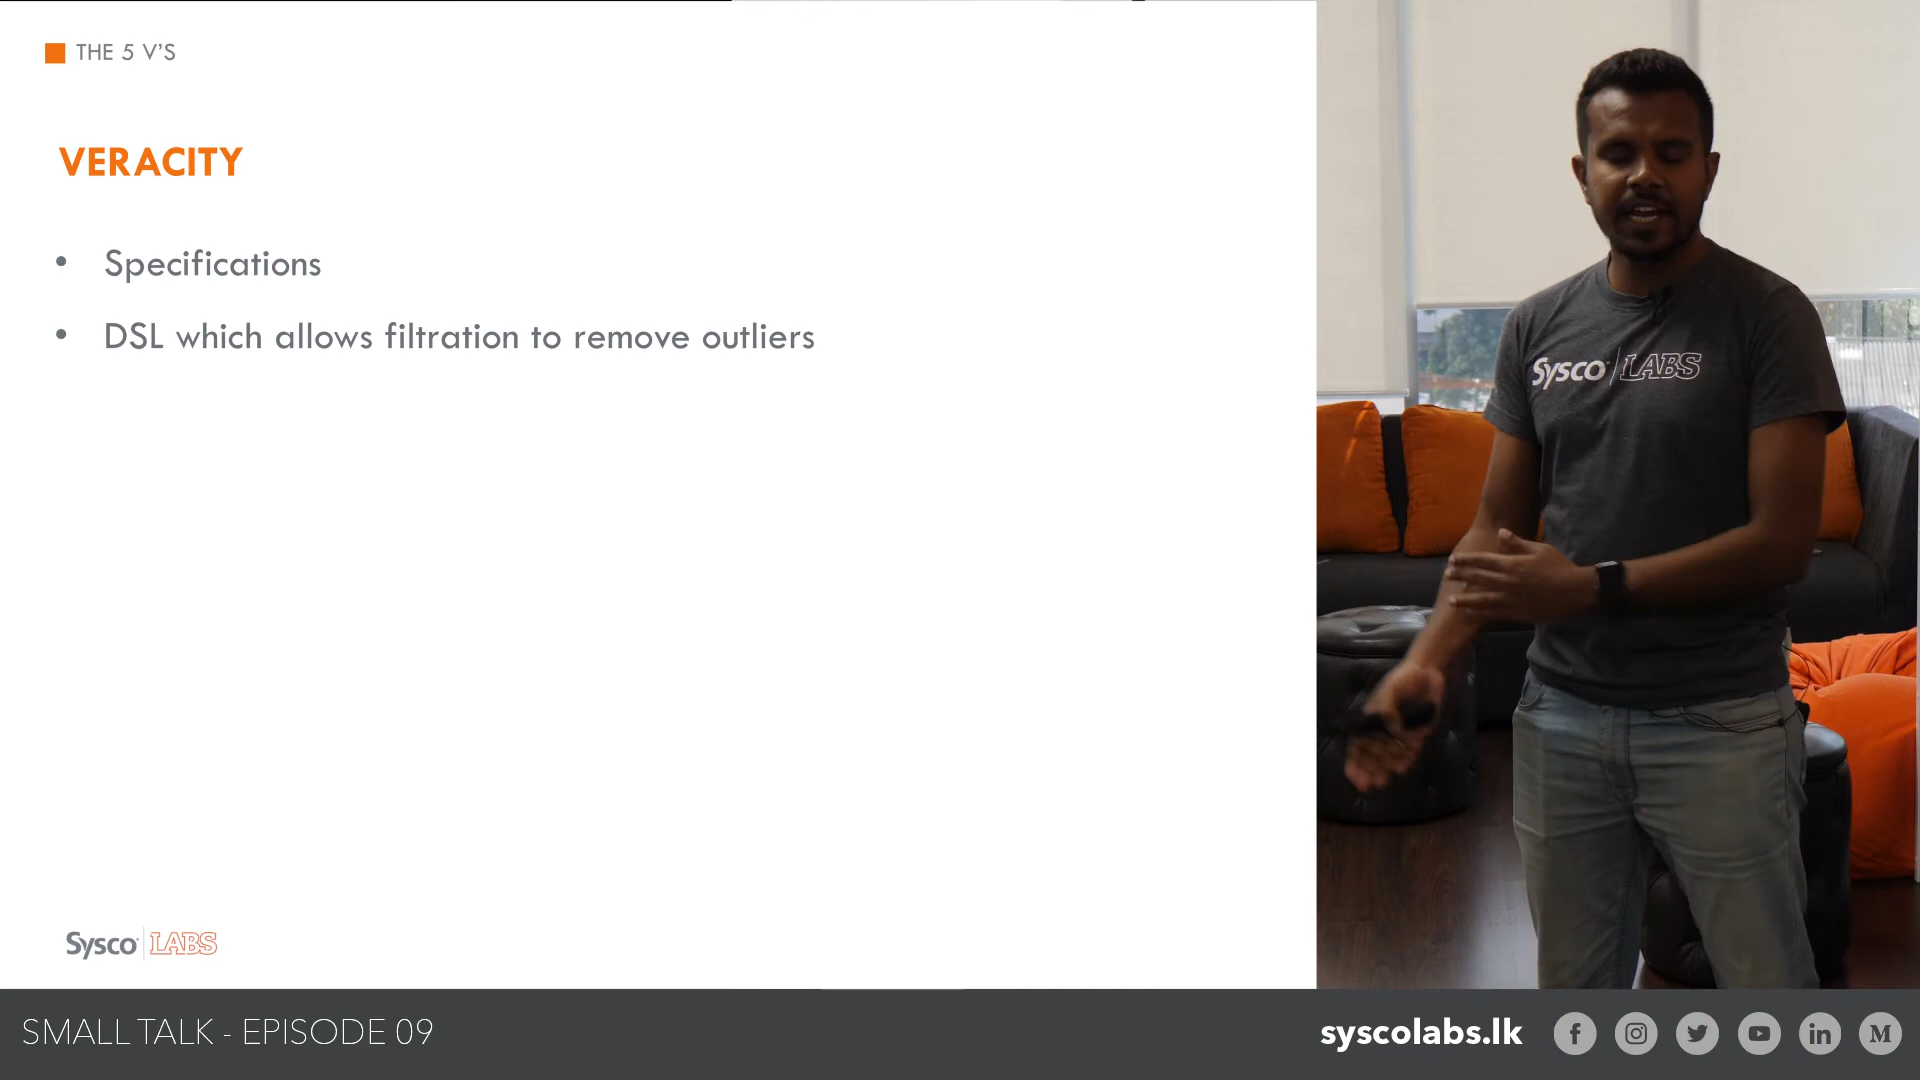 THE 5 V'S
VERACITY
• Specifications
• DSL which allows filtration to remove outliers
Sysco LABS
Sysco LABS
SMALL TALK - EPISODE 09
syscolabs.lk